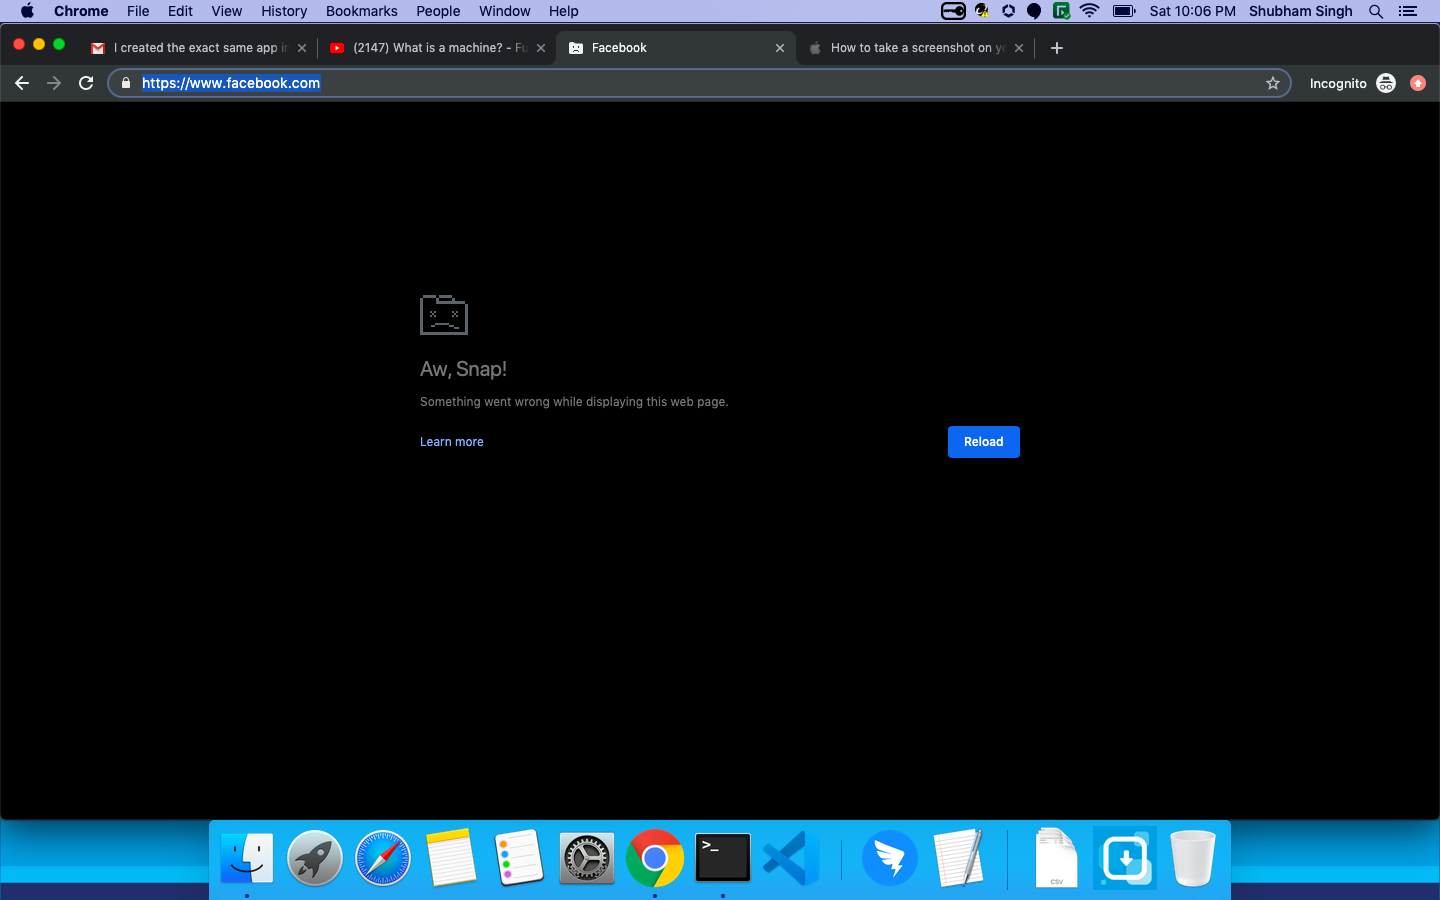 Chrome File Edit View History Bookmarks People Window Help Sat 10:06 PM Shubham Singh
I created the exact same app in (2147) What is a machine? - Fu Facebook How to take a screenshot on yo
https://www.facebook.com Incognito
Aw, Snap!
Something went wrong while displaying this web page.
Learn more Reload
>_
CSV